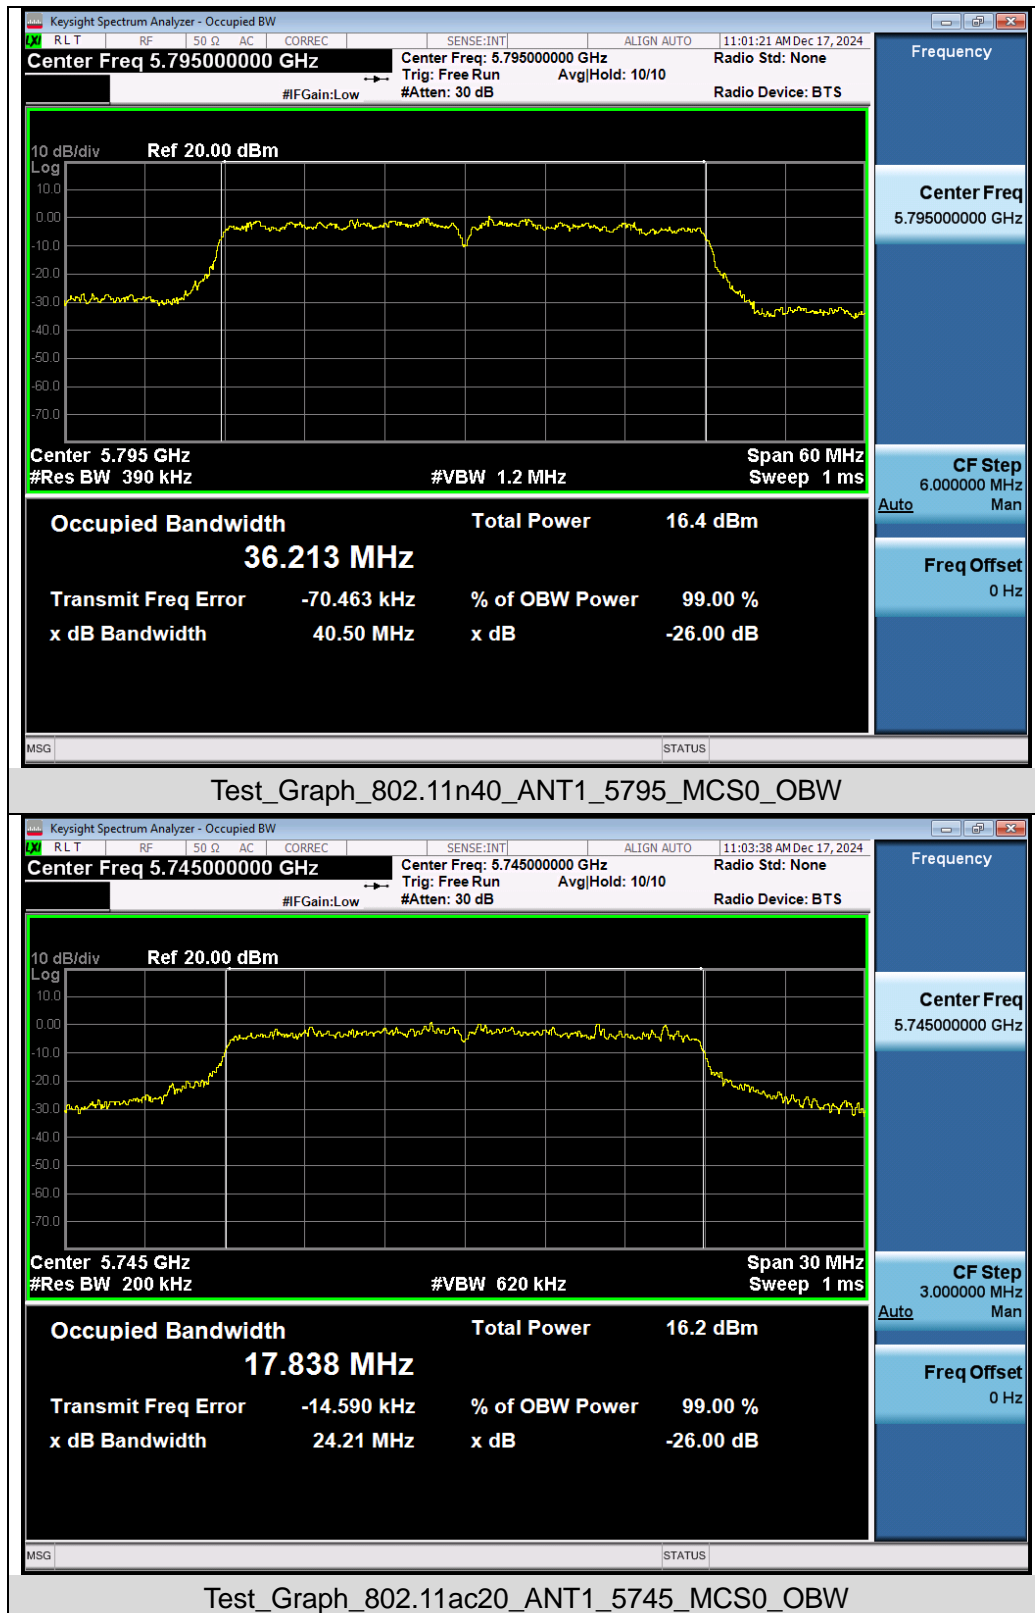 Keysight Spectrum Analyzer - Occupied BW
LXI RLT RF 50 Ω AC CORREC SENSE:INT ALIGN AUTO 11:01:21 AM Dec 17, 2024
Center Freq 5.795000000 GHz Center Freq: 5.795000000 GHz Radio Std: None
Trig: Free Run Avg|Hold: 10/10
#IFGain:Low #Atten: 30 dB Radio Device: BTS
Frequency
10 dB/div Ref 20.00 dBm
Log
10.0
0.00
-10.0
-20.0
-30.0
-40.0
-50.0
-60.0
-70.0
Center 5.795 GHz Span 60 MHz
#Res BW 390 kHz #VBW 1.2 MHz Sweep 1 ms
Center Freq
5.795000000 GHz
CF Step
6.000000 MHz
Auto Man
Freq Offset
0 Hz
Occupied Bandwidth Total Power 16.4 dBm
36.213 MHz
Transmit Freq Error -70.463 kHz % of OBW Power 99.00 %
x dB Bandwidth 40.50 MHz x dB -26.00 dB
MSG STATUS
Test_Graph_802.11n40_ANT1_5795_MCS0_OBW
Keysight Spectrum Analyzer - Occupied BW
LXI RLT RF 50 Ω AC CORREC SENSE:INT ALIGN AUTO 11:03:38 AM Dec 17, 2024
Center Freq 5.745000000 GHz Center Freq: 5.745000000 GHz Radio Std: None
Trig: Free Run Avg|Hold: 10/10
#IFGain:Low #Atten: 30 dB Radio Device: BTS
Frequency
10 dB/div Ref 20.00 dBm
Log
10.0
0.00
-10.0
-20.0
-30.0
-40.0
-50.0
-60.0
-70.0
Center 5.745 GHz Span 30 MHz
#Res BW 200 kHz #VBW 620 kHz Sweep 1 ms
Center Freq
5.745000000 GHz
CF Step
3.000000 MHz
Auto Man
Freq Offset
0 Hz
Occupied Bandwidth Total Power 16.2 dBm
17.838 MHz
Transmit Freq Error -14.590 kHz % of OBW Power 99.00 %
x dB Bandwidth 24.21 MHz x dB -26.00 dB
MSG STATUS
Test_Graph_802.11ac20_ANT1_5745_MCS0_OBW